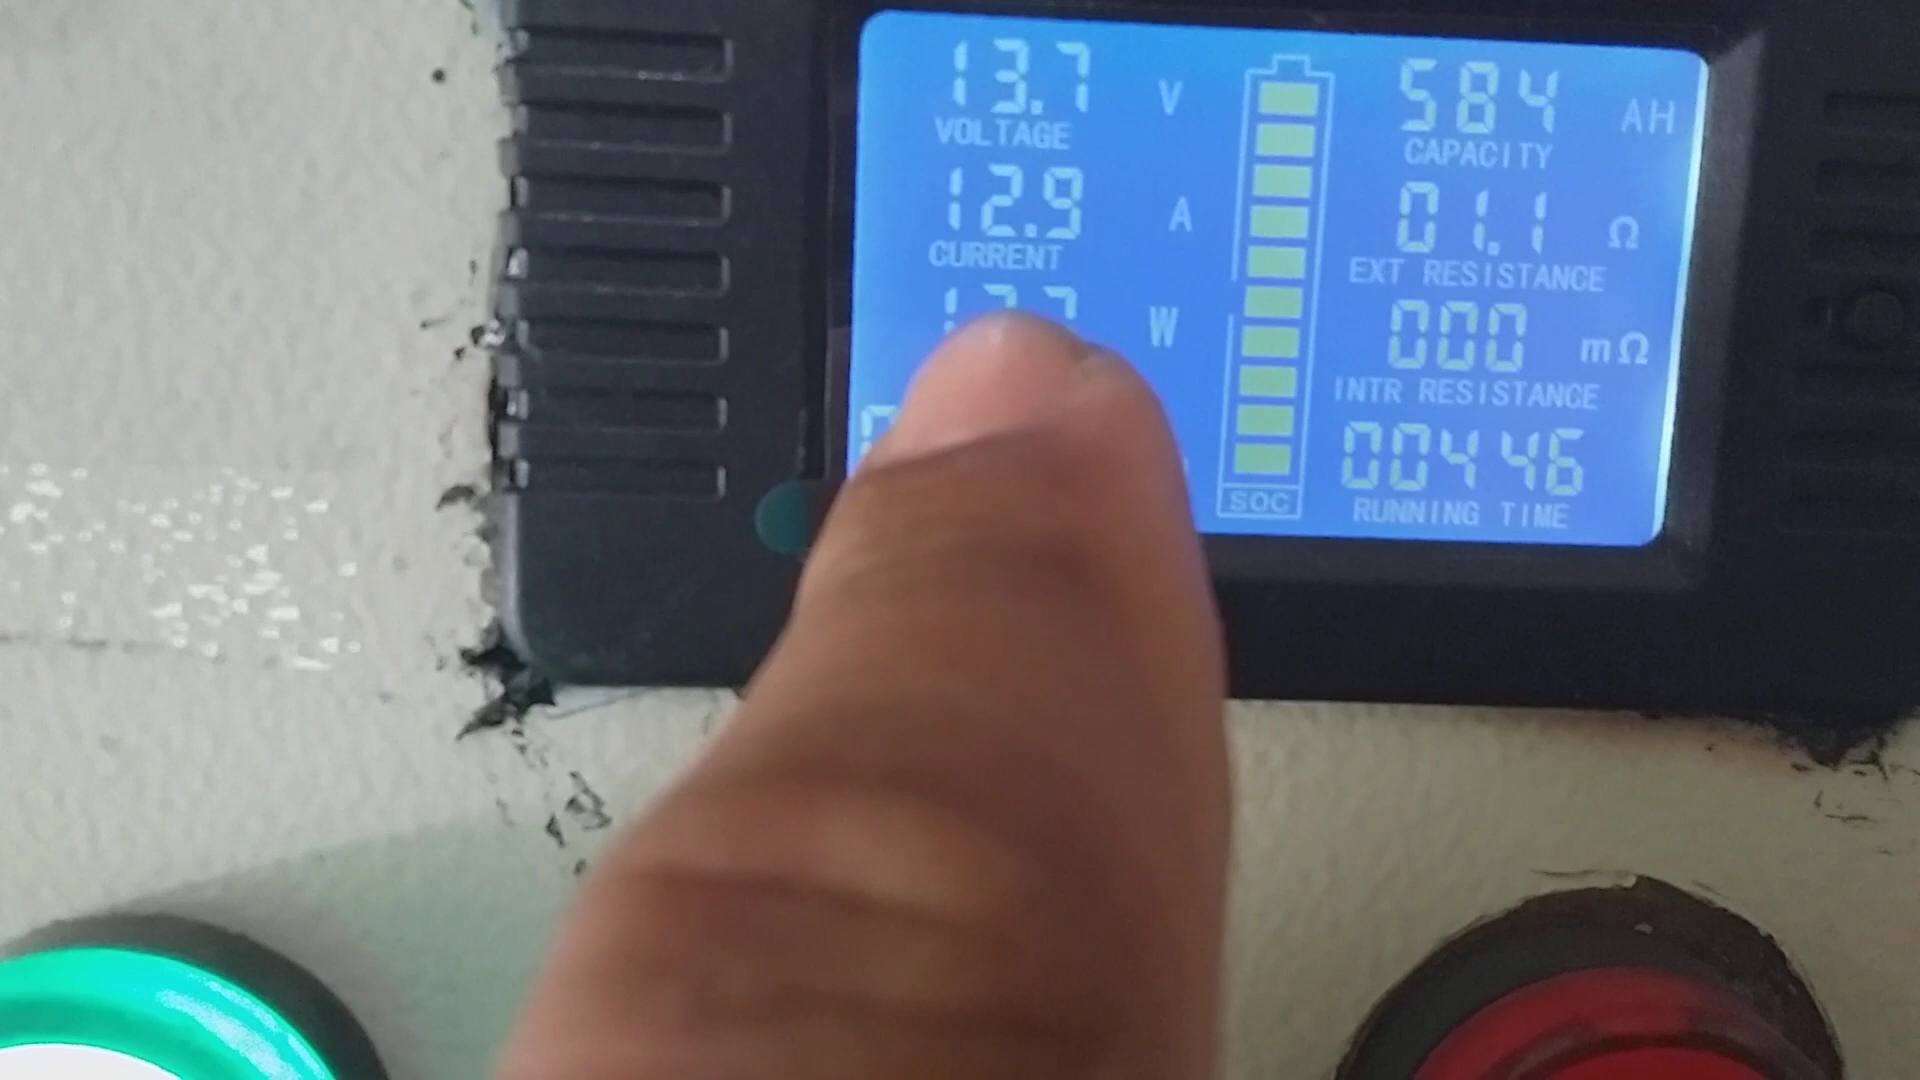 13.7 V
VOLTAGE
12.9 A
CURRENT
W
584 AH
CAPACITY
01.1 Ω
EXT RESISTANCE
000 mΩ
INTR RESISTANCE
00446
RUNNING TIME
SOC